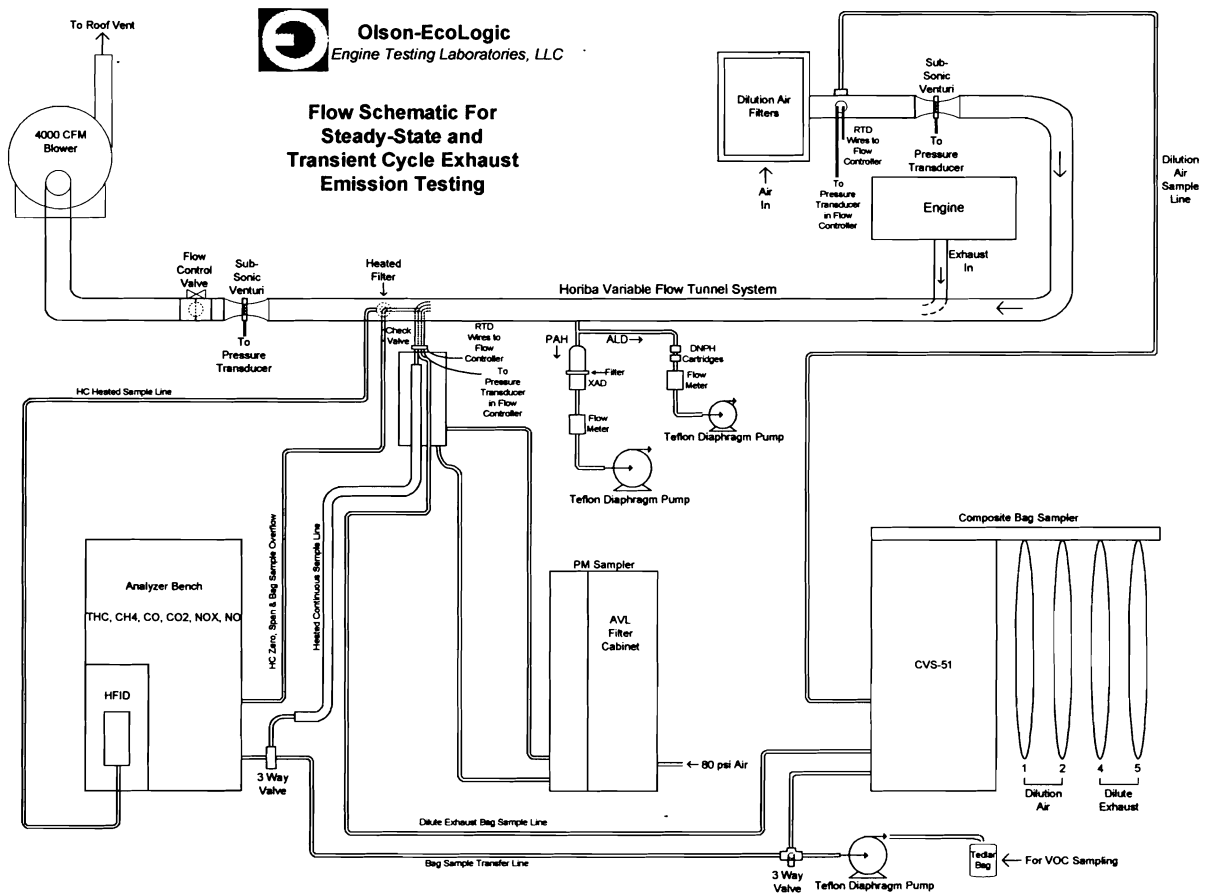 To Roof Vent
4000 CFM
Blower
Olson-EcoLogic
Engine Testing Laboratories, LLC
Flow Schematic For
Steady-State and
Transient Cycle Exhaust
Emission Testing
Dilution Air
Filters
Air
In
RTD
Wires to
Flow
Controller
To
Pressure
Transducer
in Flow
Controller
Sub-
Sonic
Venturi
To
Pressure
Transducer
Dilution
Air
Sample
Line
Engine
Exhaust
In
Flow
Control
Valve
Sub-
Sonic
Venturi
To
Pressure
Transducer
Heated
Filter
Horiba Variable Flow Tunnel System
Check
Valve
RTD
Wires to
Flow
Controller
To
Pressure
Transducer
in Flow
Controller
PAH
ALD
Filter
XAD
Flow
Meter
Teflon Diaphragm Pump
DNPH
Cartridges
Flow
Meter
Teflon Diaphragm Pump
HC Heated Sample Line
HC Zero, Span & Bag Sample Overflow
Heated Continuous Sample Line
Analyzer Bench
THC, CH4, CO, CO2, NOX, NO
HFID
3 Way
Valve
PM Sampler
AVL
Filter
Cabinet
80 psi Air
Composite Bag Sampler
CVS-51
1 2 4 5
Dilution
Air
Dilute
Exhaust
Dilute Exhaust Bag Sample Line
Bag Sample Transfer Line
3 Way
Valve
Teflon Diaphragm Pump
Tedlar
Bag
For VOC Sampling